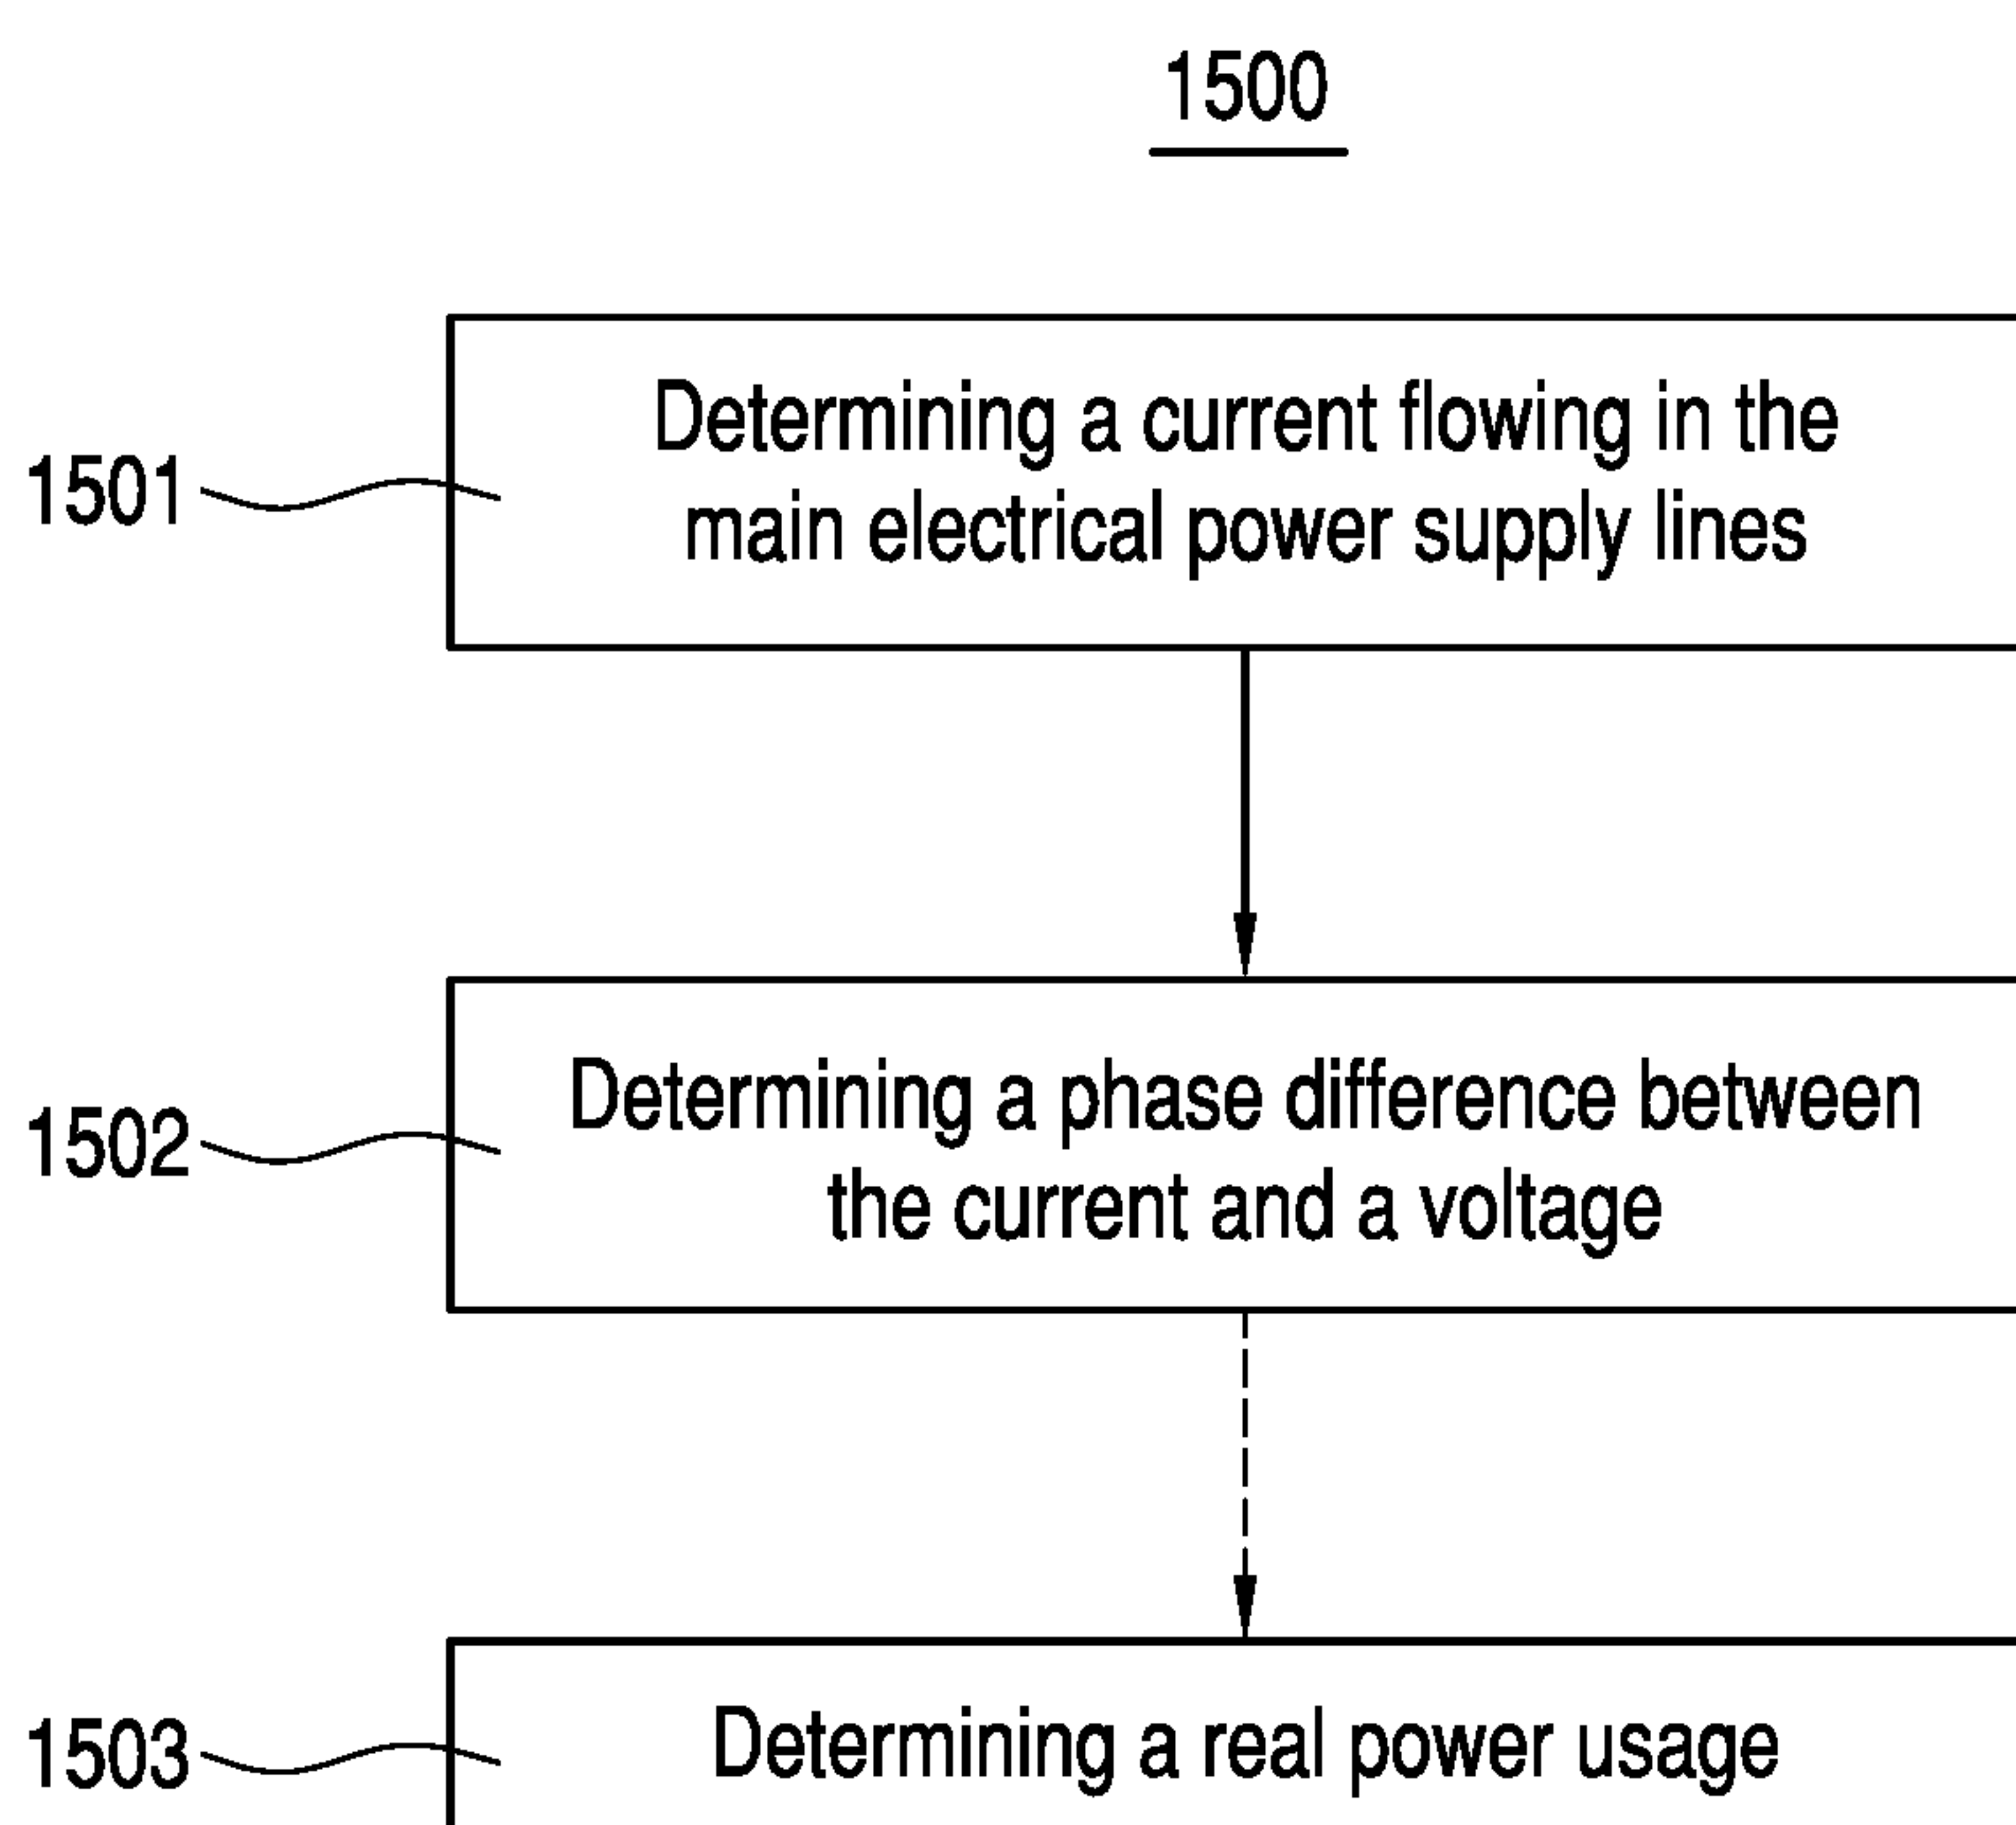 1500
1501
Determining a current flowing in the
main electrical power supply lines
1502
Determining a phase difference between
the current and a voltage
1503
Determining a real power usage